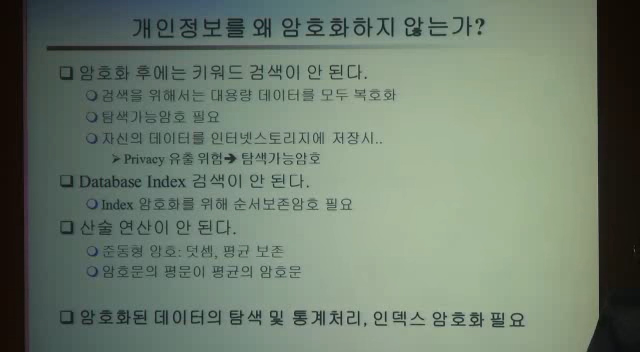 개인정보를 왜 암호화하지 않는가?
❑ 암호화 후에는 키워드 검색이 안 된다.
❍ 검색을 위해서는 대용량 데이터를 모두 복호화
❍ 탐색가능암호 필요
❍ 자신의 데이터를 인터넷스토리지에 저장시..
➢ Privacy 유출 위험➔ 탐색가능암호
❑ Database Index 검색이 안 된다.
❍ Index 암호화를 위해 순서보존암호 필요
❑ 산술 연산이 안 된다.
❍ 준동형 암호: 덧셈, 평균 보존
❍ 암호문의 평문이 평균의 암호문
❑ 암호화된 데이터의 탐색 및 통계처리, 인덱스 암호화 필요